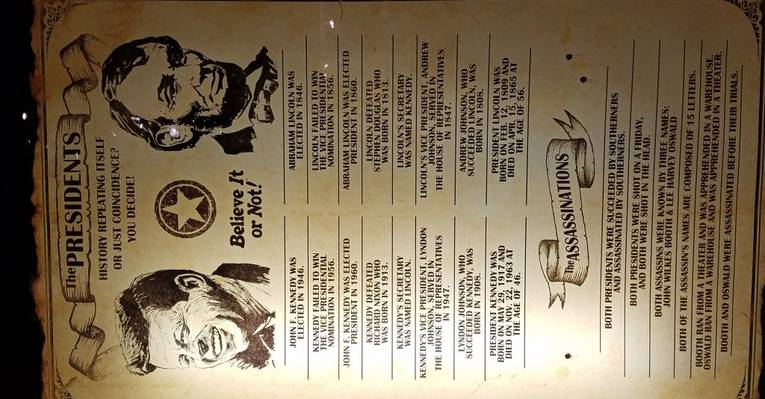 The PRESIDENTS
HISTORY REPEATING ITSELF
OR JUST COINCIDENCE?
YOU DECIDE!
Believe It
or Not!
JOHN F. KENNEDY WAS
ELECTED IN 1946.
KENNEDY FAILED TO WIN
THE VICE PRESIDENTIAL
NOMINATION IN 1956.
JOHN F. KENNEDY WAS ELECTED
PRESIDENT IN 1960.
KENNEDY DEFEATED
RICHARD NIXON WHO
WAS BORN IN 1913.
KENNEDY'S SECRETARY
WAS NAMED LINCOLN.
KENNEDY'S VICE PRESIDENT, LYNDON
JOHNSON, SERVED IN
THE HOUSE OF REPRESENTATIVES
IN 1947.
LYNDON JOHNSON, WHO
SUCCEEDED KENNEDY, WAS
BORN IN 1908.
PRESIDENT KENNEDY WAS
BORN ON MAY 29, 1917 AND
DIED ON NOV. 22, 1963 AT
THE AGE OF 46.
ABRAHAM LINCOLN WAS
ELECTED IN 1846.
LINCOLN FAILED TO WIN
THE VICE PRESIDENTIAL
NOMINATION IN 1856.
ABRAHAM LINCOLN WAS ELECTED
PRESIDENT IN 1860.
LINCOLN DEFEATED
STEPHEN DOUGLAS WHO
WAS BORN IN 1813.
LINCOLN'S SECRETARY
WAS NAMED KENNEDY.
LINCOLN'S VICE PRESIDENT, ANDREW
JOHNSON, SERVED IN
THE HOUSE OF REPRESENTATIVES
IN 1847.
ANDREW JOHNSON, WHO
SUCCEEDED LINCOLN, WAS
BORN IN 1808.
PRESIDENT LINCOLN WAS
BORN ON FEB. 12, 1809 AND
DIED ON APR. 15, 1865 AT
THE AGE OF 56.
The ASSASSINATIONS
BOTH PRESIDENTS WERE SUCCEEDED BY SOUTHERNERS
AND ASSASSINATED BY SOUTHERNERS.
BOTH PRESIDENTS WERE SHOT ON A FRIDAY,
AND BOTH WERE SHOT IN THE HEAD.
BOTH ASSASSINS WERE KNOWN BY THREE NAMES:
JOHN WILKES BOOTH & LEE HARVEY OSWALD
BOTH OF THE ASSASSIN'S NAMES ARE COMPOSED OF 15 LETTERS.
BOOTH RAN FROM A THEATER AND WAS APPREHENDED IN A WAREHOUSE.
OSWALD RAN FROM A WAREHOUSE AND WAS APPREHENDED IN A THEATER.
BOOTH AND OSWALD WERE ASSASSINATED BEFORE THEIR TRIALS.